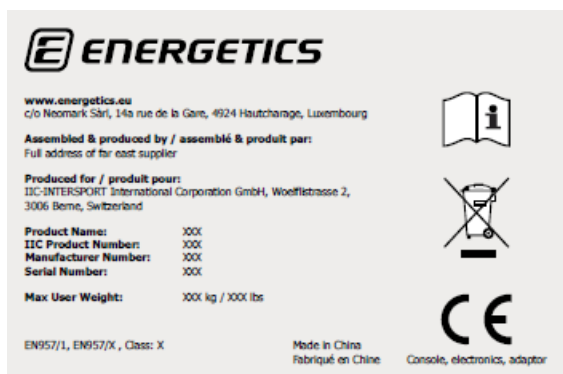 E ENERGETICS
www.energetics.eu
c/o Neomark Sàrl, 14a rue de la Gare, 4924 Hautcharage, Luxembourg
Assembled & produced by / assemblé & produit par:
Full address of far east supplier
Produced for / produit pour:
IIC-INTERSPORT International Corporation GmbH, Woelflistrasse 2,
3006 Berne, Switzerland
Product Name: XXX
IIC Product Number: XXX
Manufacturer Number: XXX
Serial Number: XXX
Max User Weight: XXX kg / XXX lbs
i
CE
EN957/1, EN957/X , Class: X
Made in China
Fabriqué en Chine
Console, electronics, adaptor